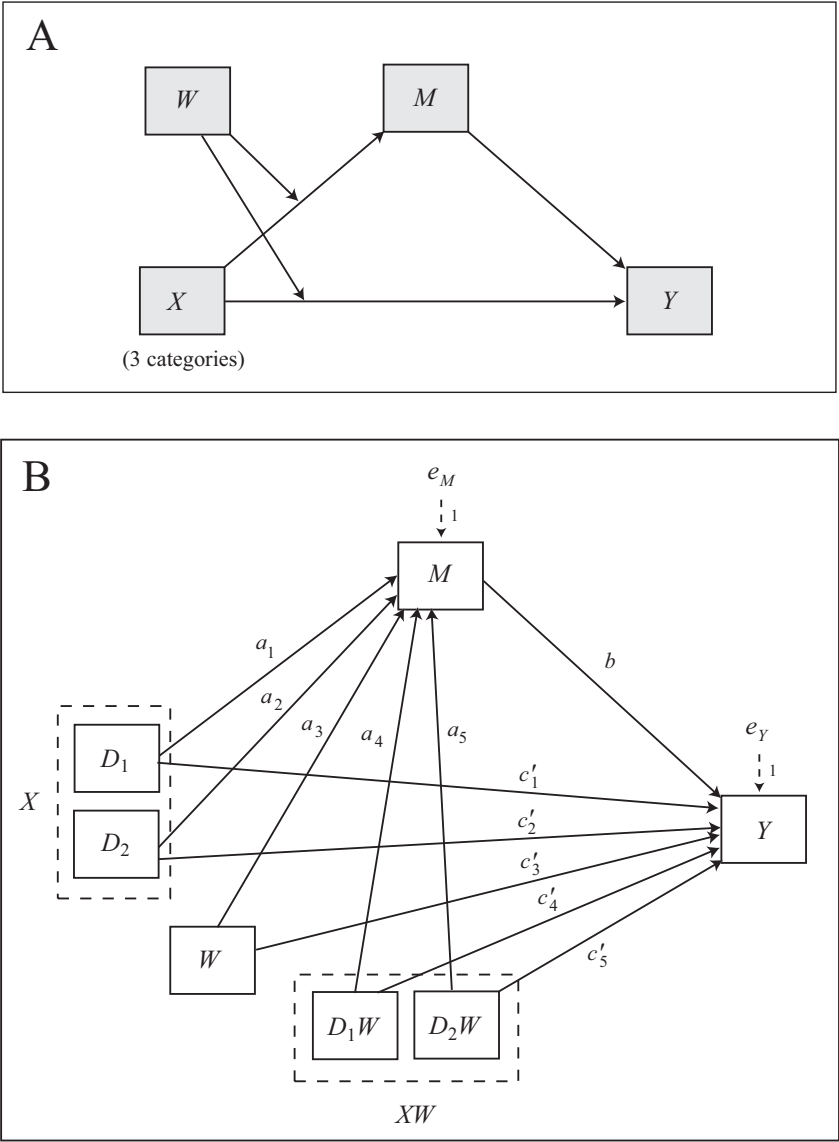 A
W
M
X
Y
(3 categories)
B
e_M
1
M
a_1
b
a_2
a_3
a_4
a_5
e_Y
1
D_1
c′_1
X
c′_2
Y
D_2
c′_3
c′_4
W
c′_5
D_1W
D_2W
XW